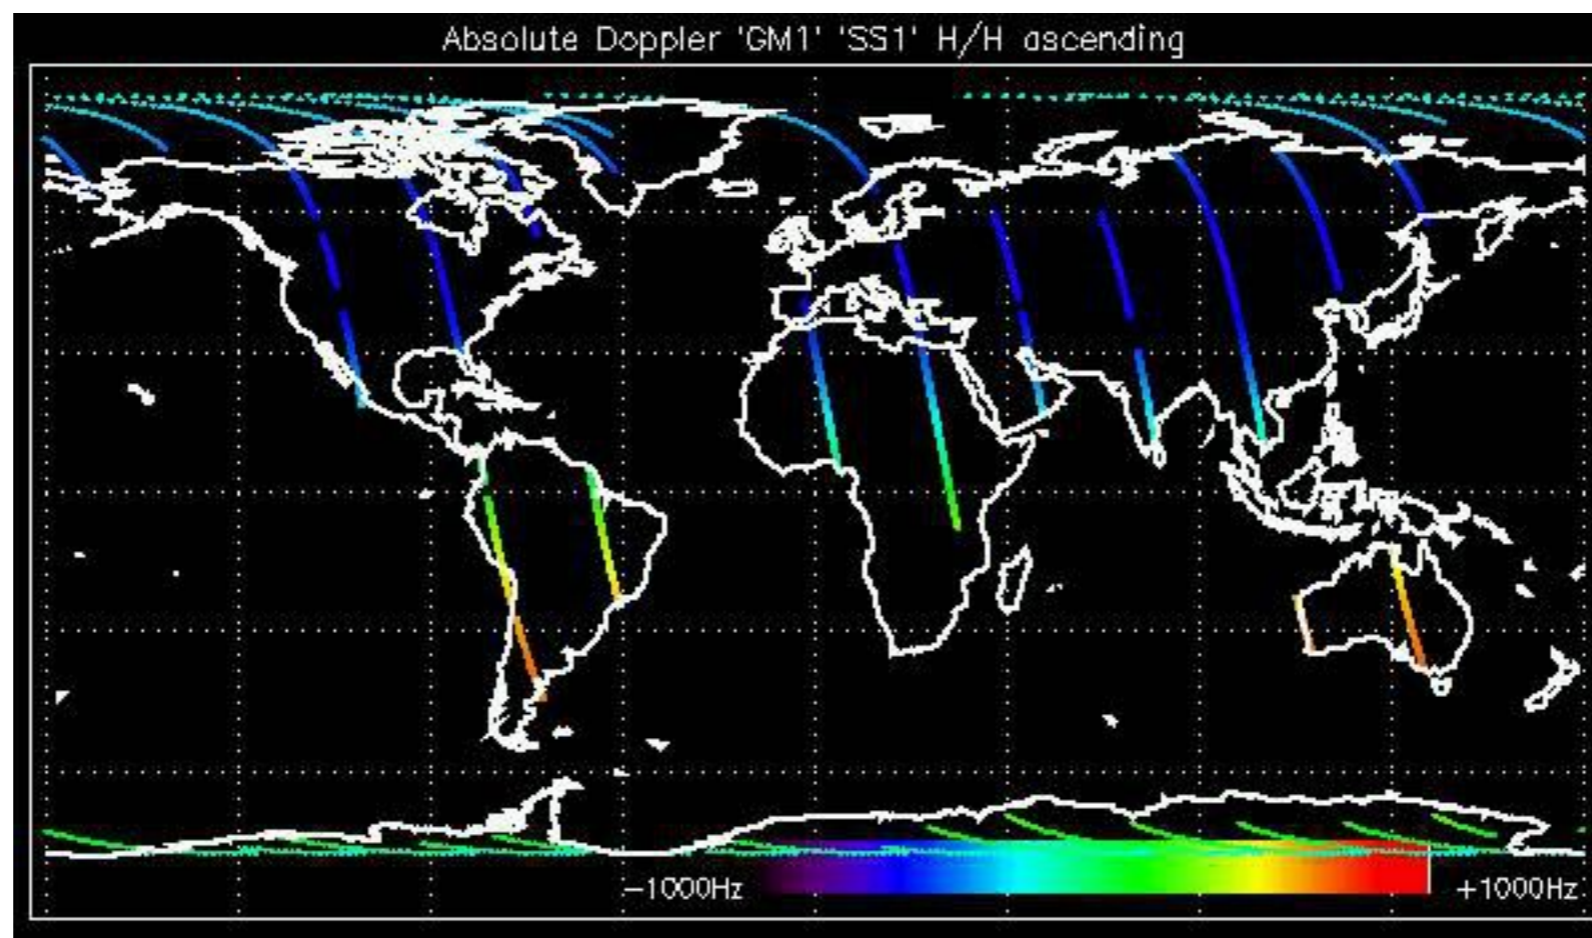 Absolute Doppler 'GM1' 'SS1' H/H ascending
−1000Hz
+1000Hz